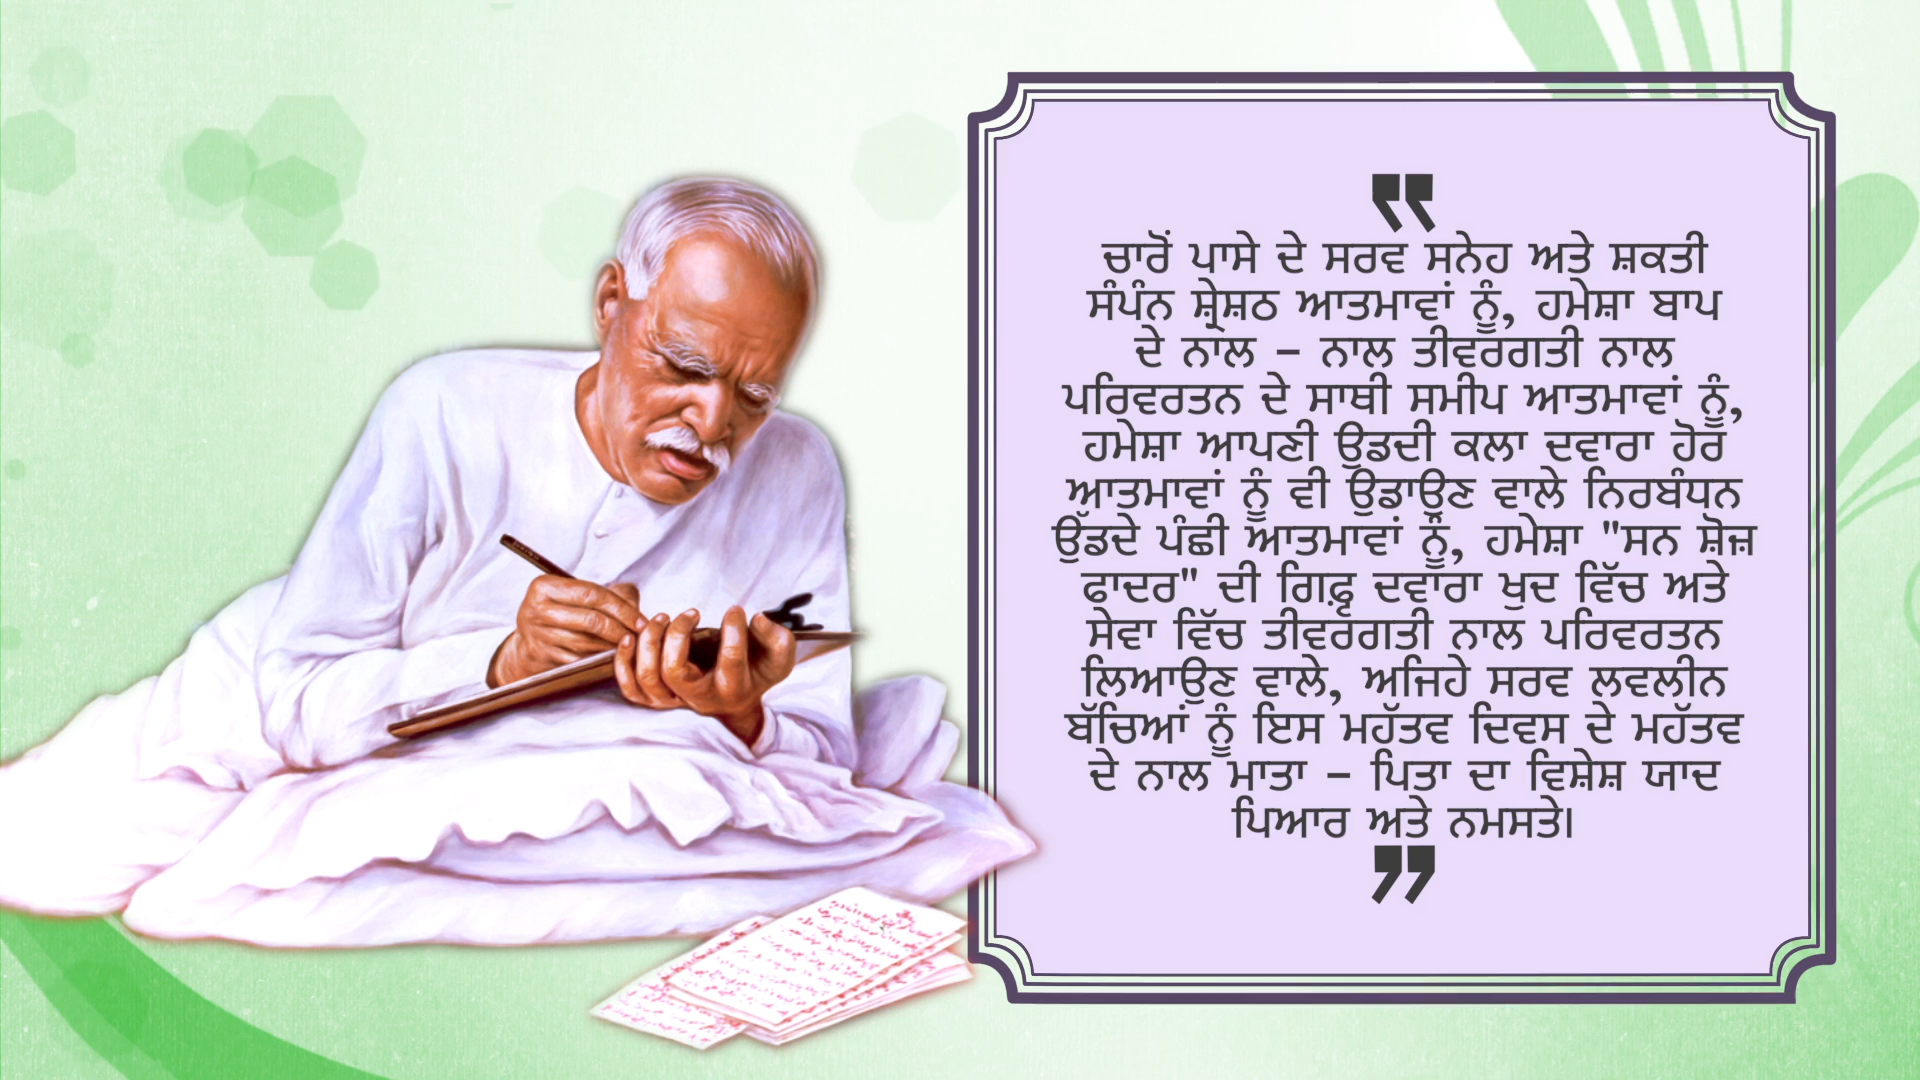 ਚਾਰੋਂ ਪਾਸੇ ਦੇ ਸਰਵ ਸਨੇਹ ਅਤੇ ਸ਼ਕਤੀ
ਸੰਪੰਨ ਸ਼੍ਰੇਸ਼ਠ ਆਤਮਾਵਾਂ ਨੂੰ, ਹਮੇਸ਼ਾ ਬਾਪ
ਦੇ ਨਾਲ – ਨਾਲ ਤੀਵਰਗਤੀ ਨਾਲ
ਪਰਿਵਰਤਨ ਦੇ ਸਾਥੀ ਸਮੀਪ ਆਤਮਾਵਾਂ ਨੂੰ,
ਹਮੇਸ਼ਾ ਆਪਣੀ ਉਡਦੀ ਕਲਾ ਦਵਾਰਾ ਹੋਰ
ਆਤਮਾਵਾਂ ਨੂੰ ਵੀ ਉਡਾਉਣ ਵਾਲੇ ਨਿਰਬੰਧਨ
ਉੱਡਦੇ ਪੰਛੀ ਆਤਮਾਵਾਂ ਨੂੰ, ਹਮੇਸ਼ਾ "ਸਨ ਸ਼ੋਜ਼
ਫਾਦਰ" ਦੀ ਗਿਫ਼੍ਟ ਦਵਾਰਾ ਖੁਦ ਵਿੱਚ ਅਤੇ
ਸੇਵਾ ਵਿੱਚ ਤੀਵਰਗਤੀ ਨਾਲ ਪਰਿਵਰਤਨ
ਲਿਆਉਣ ਵਾਲੇ, ਅਜਿਹੇ ਸਰਵ ਲਵਲੀਨ
ਬੱਚਿਆਂ ਨੂੰ ਇਸ ਮਹੱਤਵ ਦਿਵਸ ਦੇ ਮਹੱਤਵ
ਦੇ ਨਾਲ ਮਾਤਾ – ਪਿਤਾ ਦਾ ਵਿਸ਼ੇਸ਼ ਯਾਦ
ਪਿਆਰ ਅਤੇ ਨਮਸਤੇ।